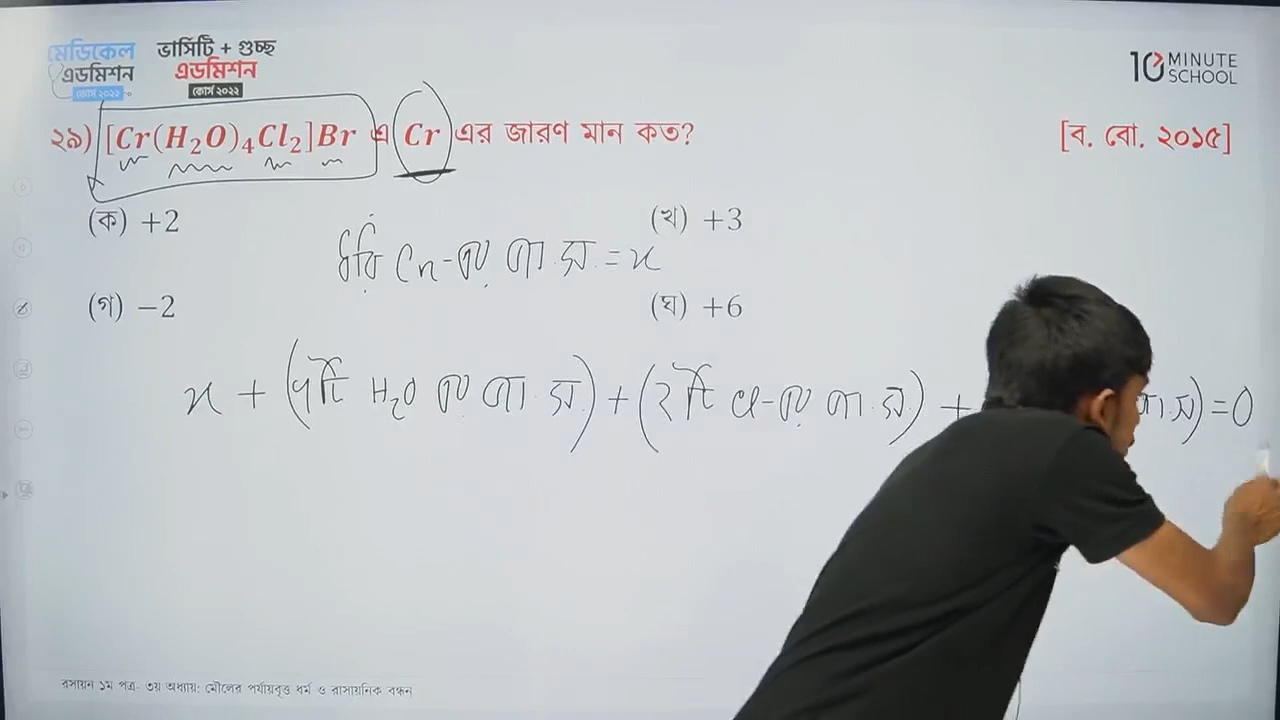 মেডিকেল
এডমিশন
কোর্স ২০২২
ভার্সিটি + গুচ্ছ
এডমিশন
কোর্স ২০২২
10 MINUTE
SCHOOL
২৯) [Cr(H₂O)₄Cl₂]Br এ Cr এর জারণ মান কত?
[ব. বো. ২০১৫]
(ক) +2
(খ) +3
ধরি Cr-এর জা.স. = x
(গ) −2
(ঘ) +6
x + (4টি H₂O এর জা.স) + (2টি Cl-এর জা.স) + জা.স) = 0
রসায়ন ১ম পত্র- ৩য় অধ্যায়: মৌলের পর্যায়বৃত্ত ধর্ম ও রাসায়নিক বন্ধন